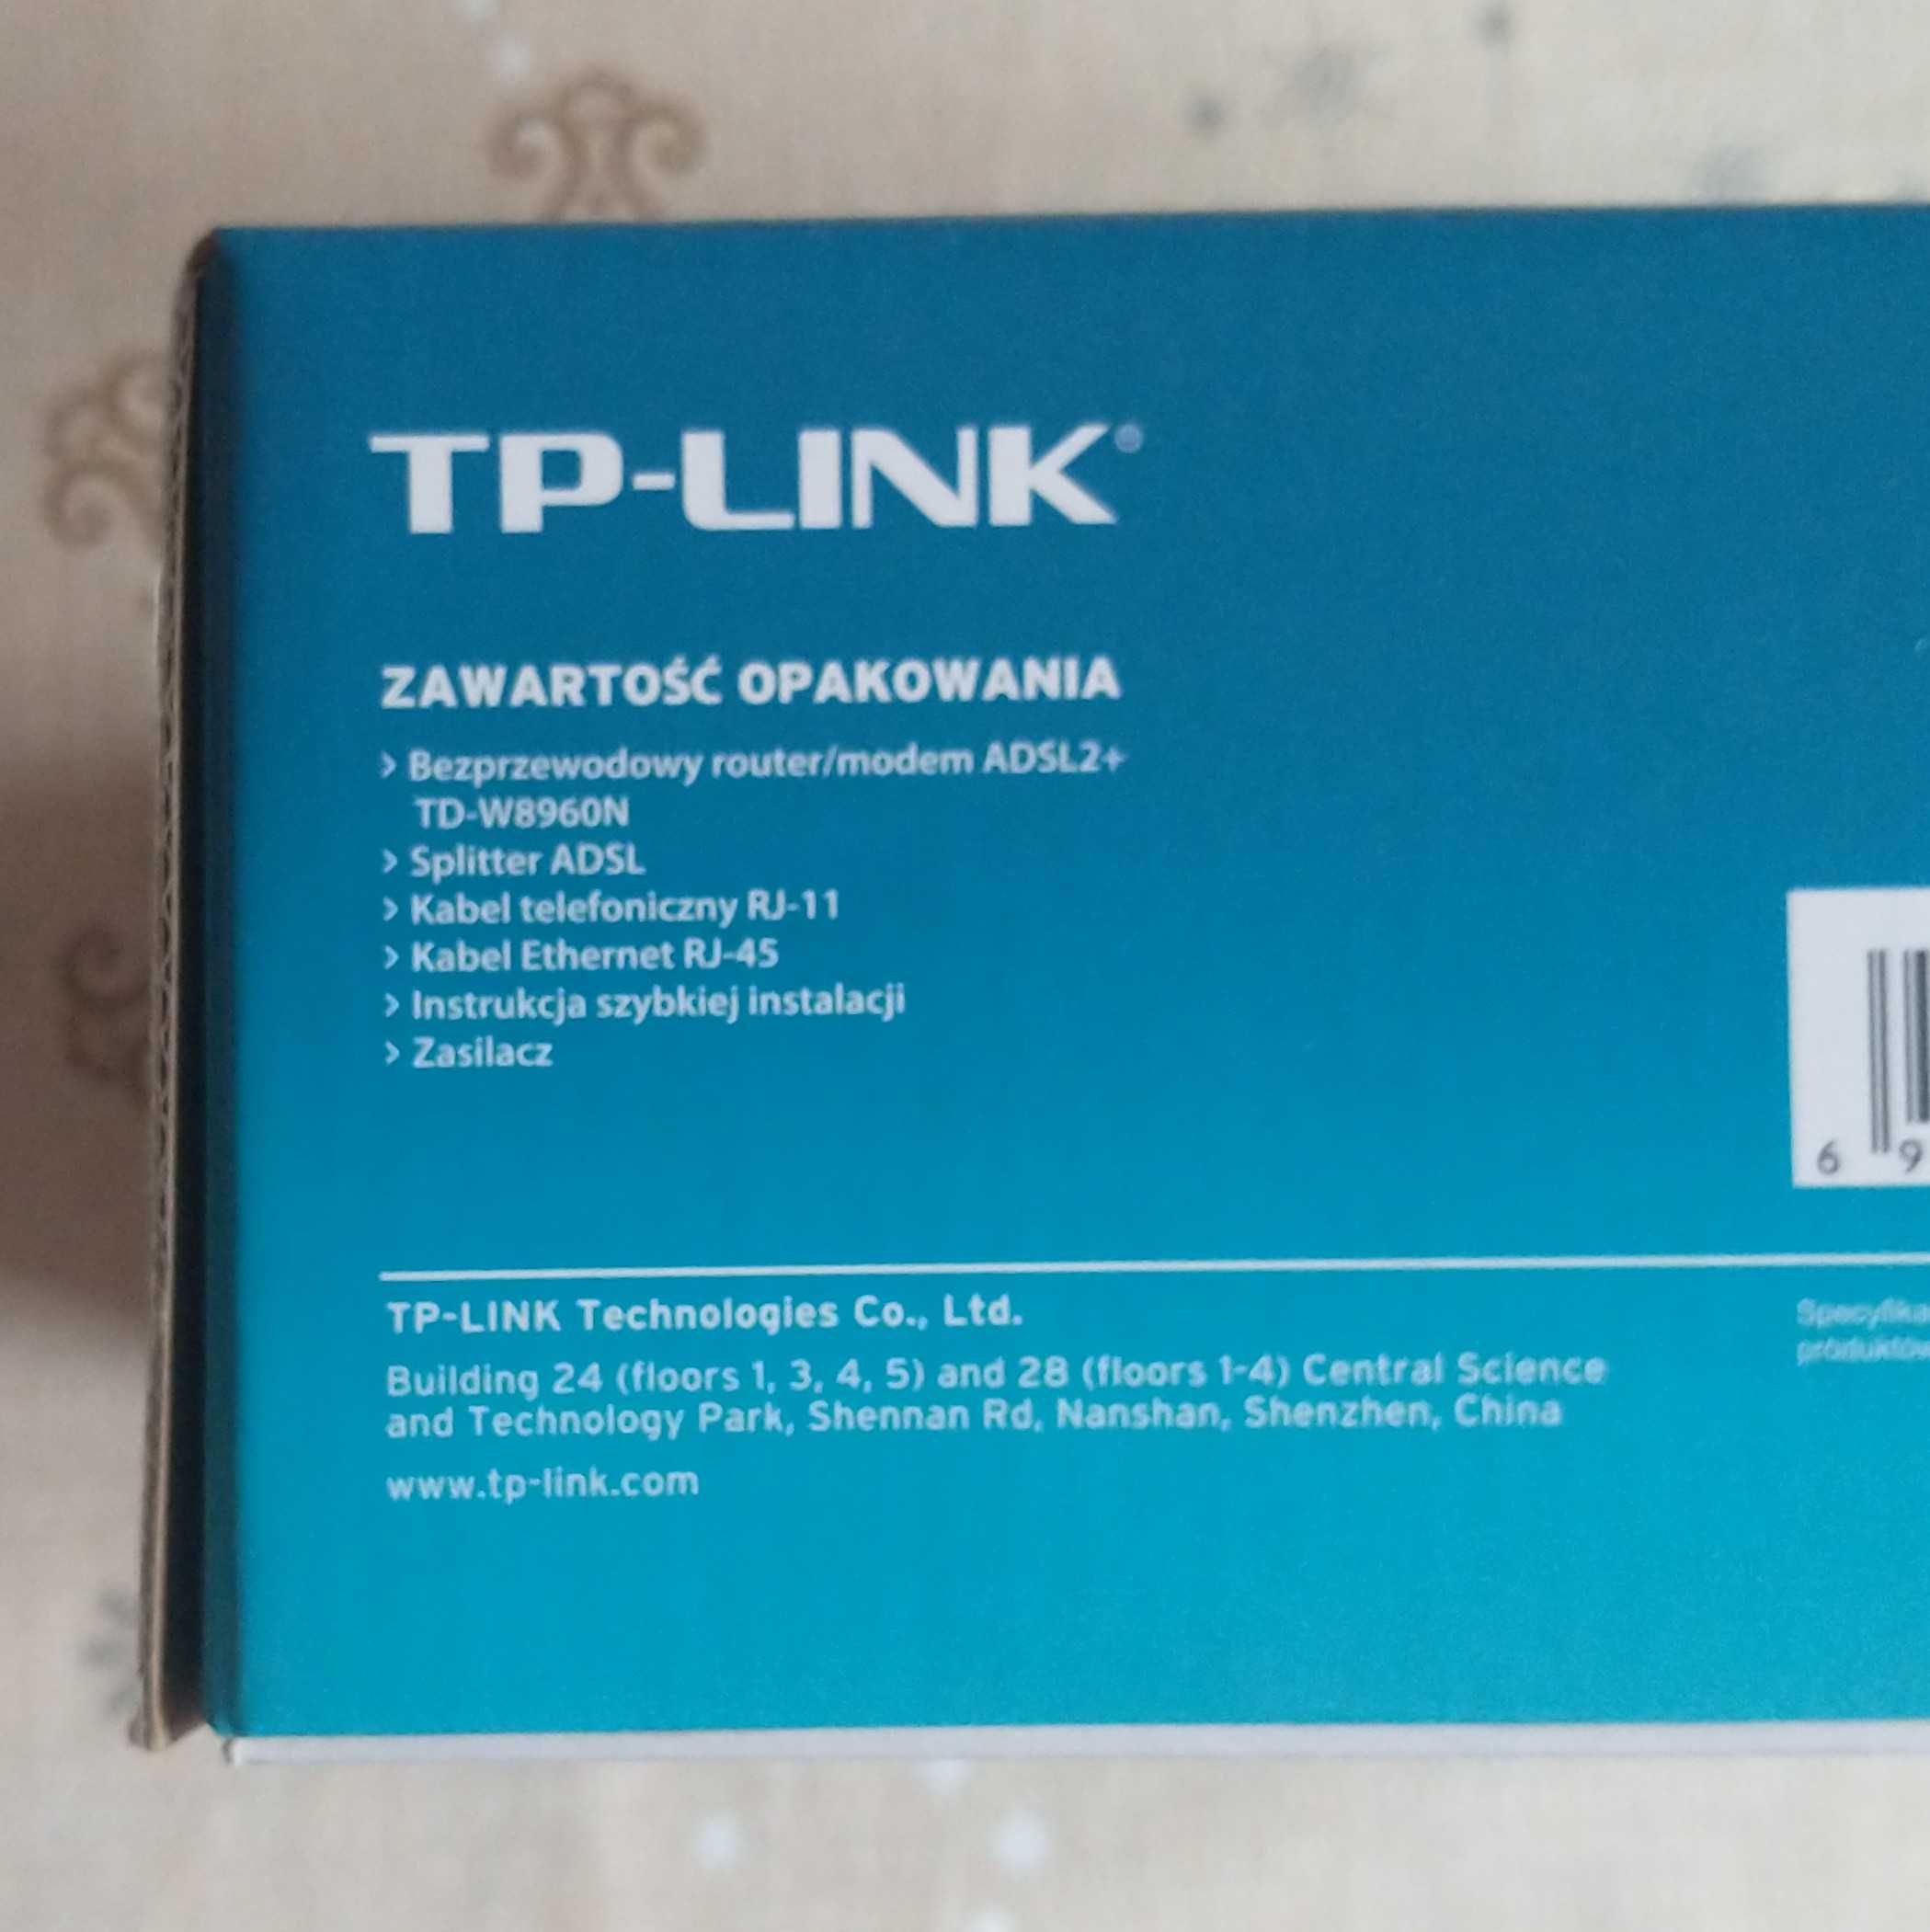 TP-LINK®
ZAWARTOŚĆ OPAKOWANIA
> Bezprzewodowy router/modem ADSL2+
TD-W8960N
> Splitter ADSL
> Kabel telefoniczny RJ-11
> Kabel Ethernet RJ-45
> Instrukcja szybkiej instalacji
> Zasilacz
6 9
TP-LINK Technologies Co., Ltd.
Building 24 (floors 1, 3, 4, 5) and 28 (floors 1-4) Central Science
and Technology Park, Shennan Rd, Nanshan, Shenzhen, China
www.tp-link.com